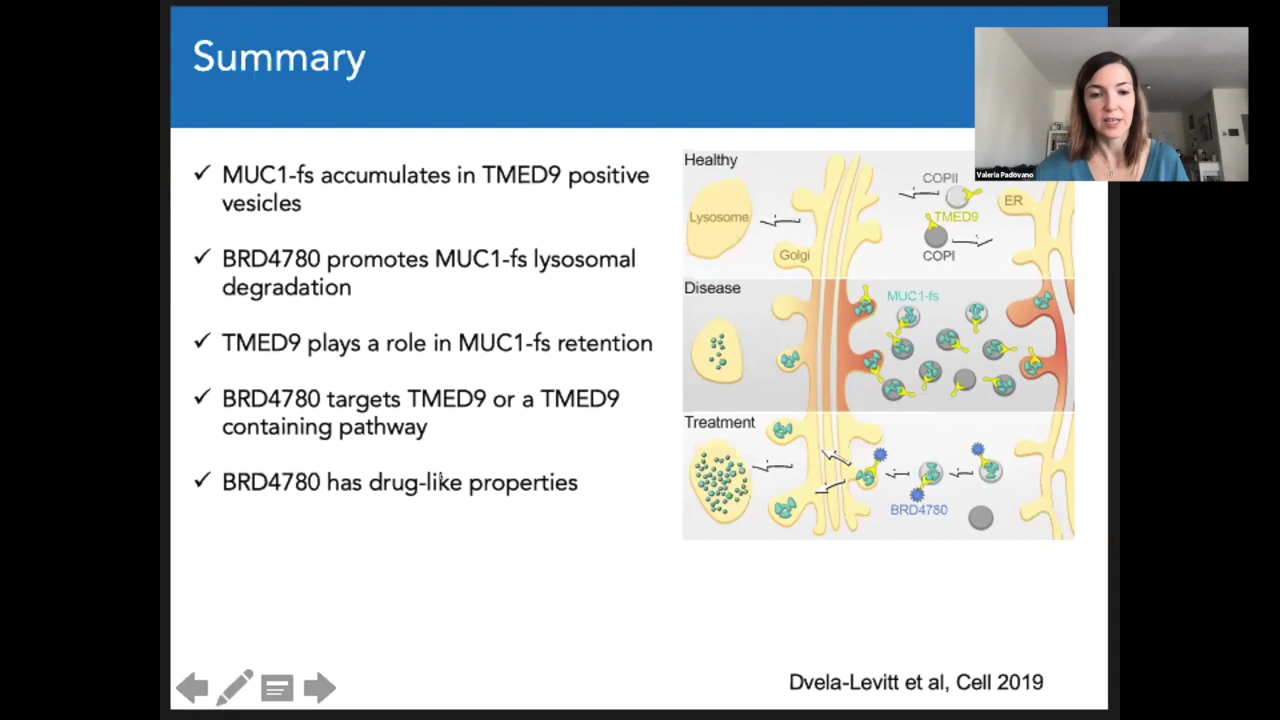 Summary
Valeria Padovano
MUC1-fs accumulates in TMED9 positive
vesicles
BRD4780 promotes MUC1-fs lysosomal
degradation
TMED9 plays a role in MUC1-fs retention
BRD4780 targets TMED9 or a TMED9
containing pathway
BRD4780 has drug-like properties
Healthy
Lysosome
Golgi
COPII
TMED9
COPI
ER
Disease
MUC1-fs
Treatment
BRD4780
Dvela-Levitt et al, Cell 2019